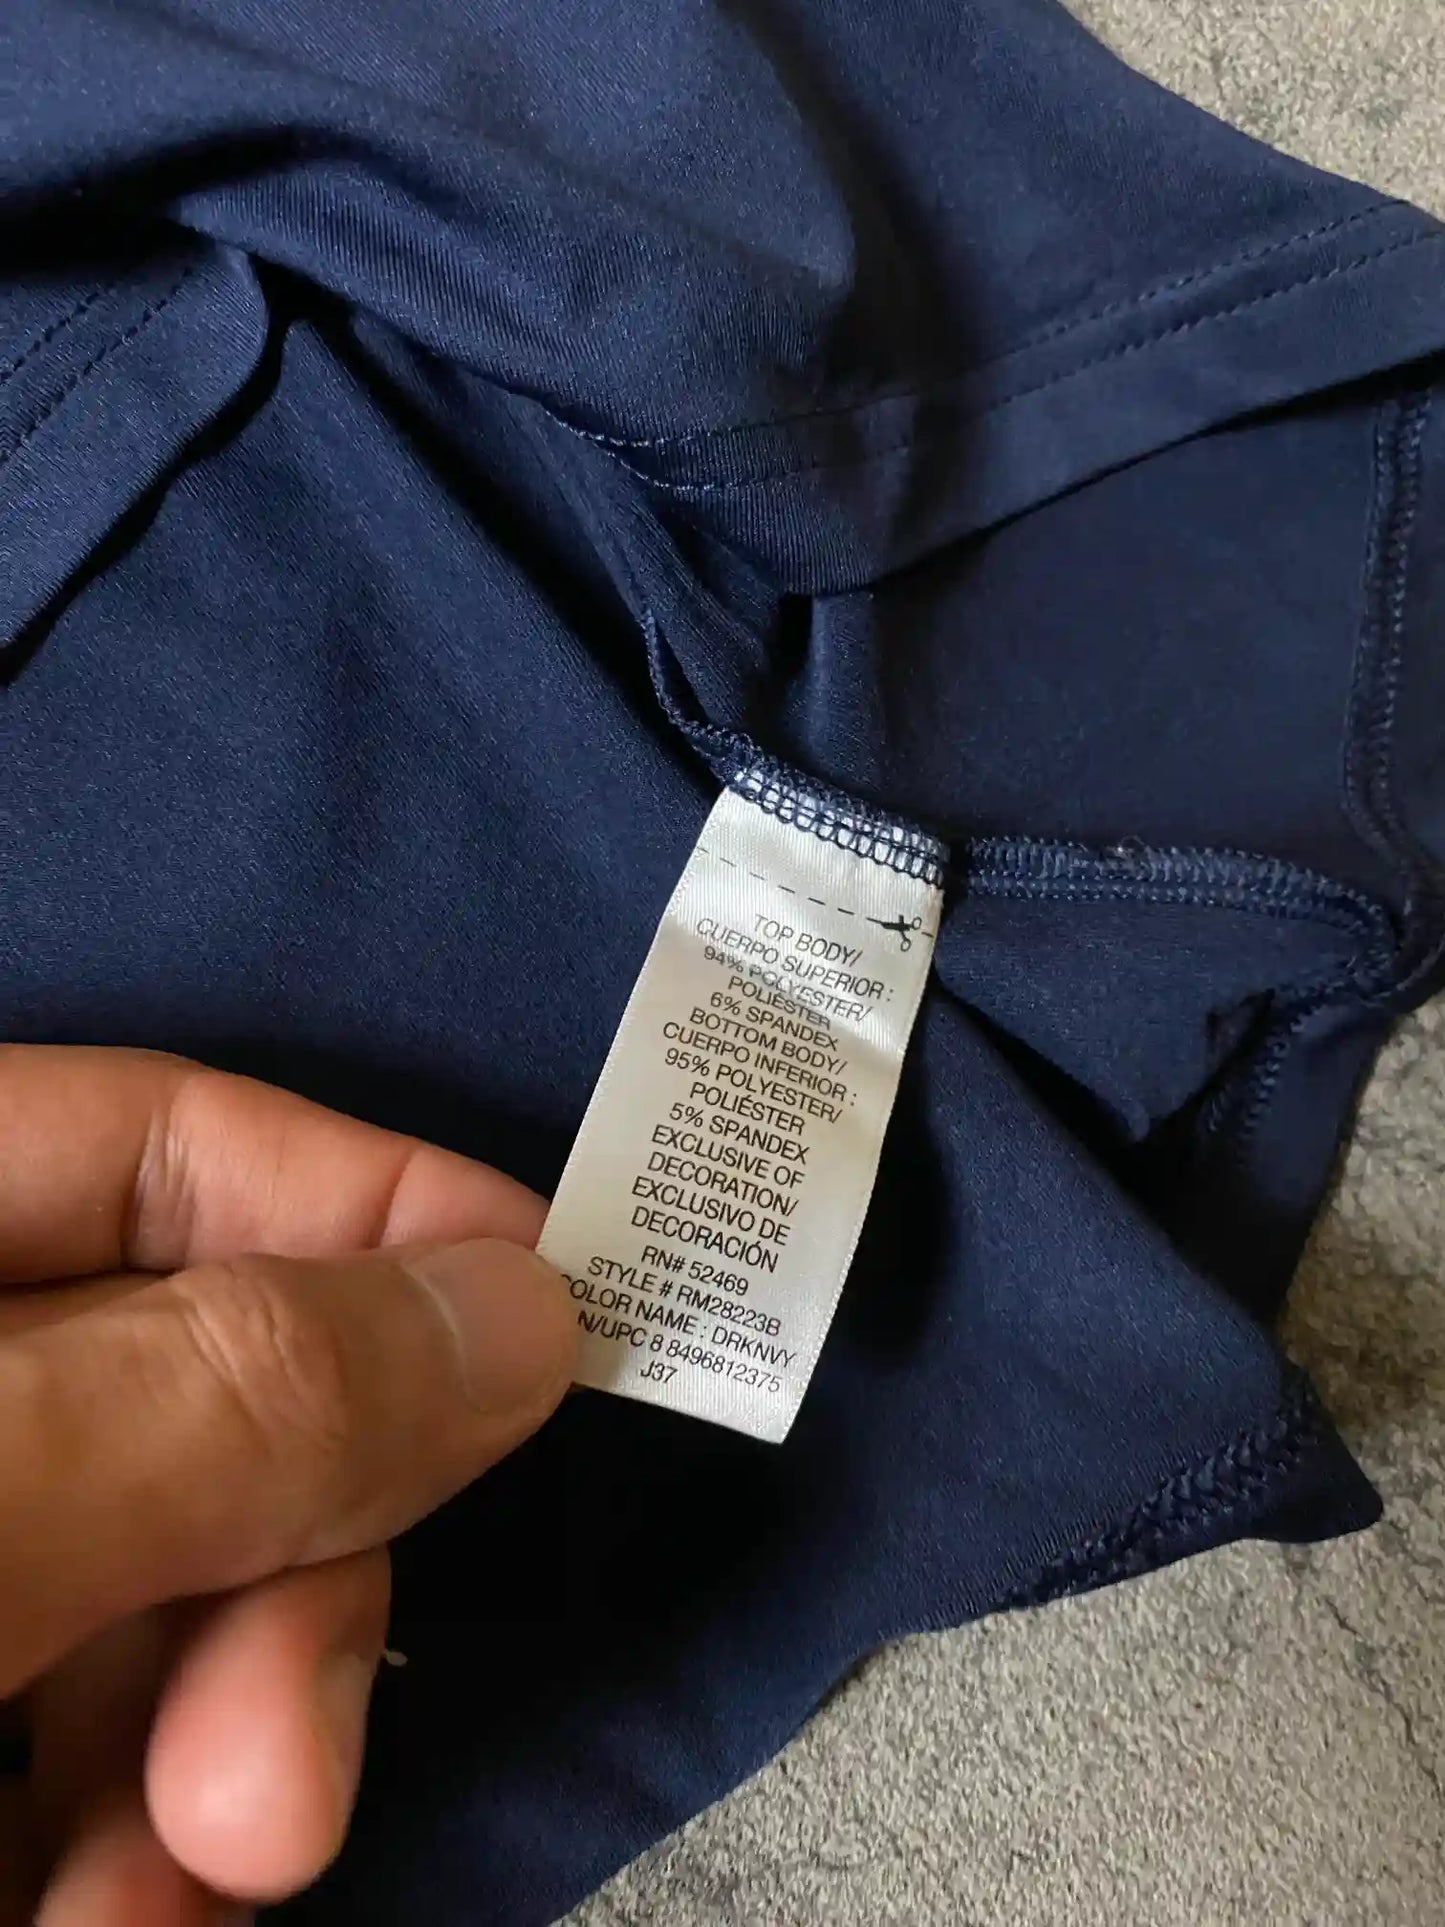 TOP BODY/
CUERPO SUPERIOR :
94% POLYESTER/
POLIÉSTER
6% SPANDEX
BOTTOM BODY/
CUERPO INFERIOR :
95% POLYESTER/
POLIÉSTER
5% SPANDEX
EXCLUSIVE OF
DECORATION/
EXCLUSIVO DE
DECORACIÓN
RN# 52469
STYLE # RM28223B
OLOR NAME : DRKNVY
N/UPC 8 8496812375
J37